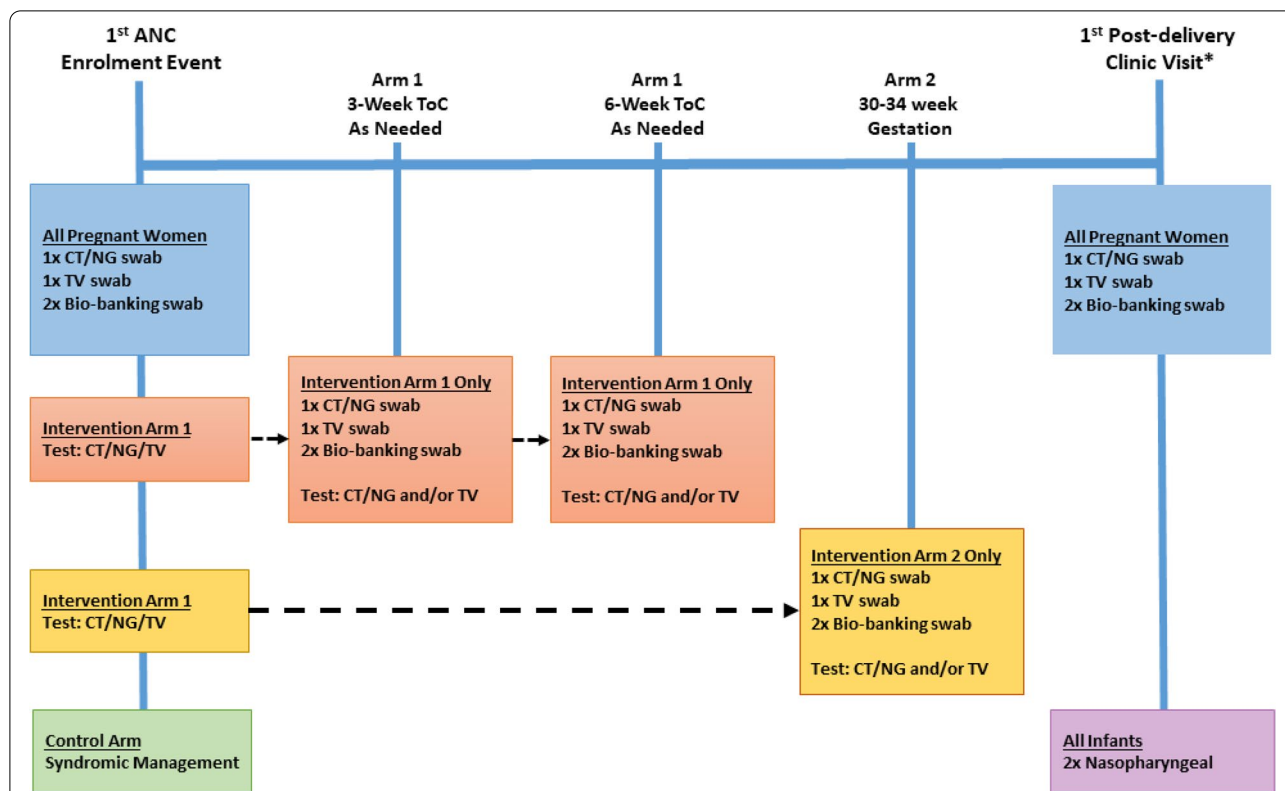 1st ANC
Enrolment Event
Arm 1
3-Week ToC
As Needed
Arm 1
6-Week ToC
As Needed
Arm 2
30-34 week
Gestation
1st Post-delivery
Clinic Visit*
All Pregnant Women
1x CT/NG swab
1x TV swab
2x Bio-banking swab
All Pregnant Women
1x CT/NG swab
1x TV swab
2x Bio-banking swab
Intervention Arm 1
Test: CT/NG/TV
Intervention Arm 1 Only
1x CT/NG swab
1x TV swab
2x Bio-banking swab
Test: CT/NG and/or TV
Intervention Arm 1 Only
1x CT/NG swab
1x TV swab
2x Bio-banking swab
Test: CT/NG and/or TV
Intervention Arm 1
Test: CT/NG/TV
Intervention Arm 2 Only
1x CT/NG swab
1x TV swab
2x Bio-banking swab
Test: CT/NG and/or TV
Control Arm
Syndromic Management
All Infants
2x Nasopharyngeal